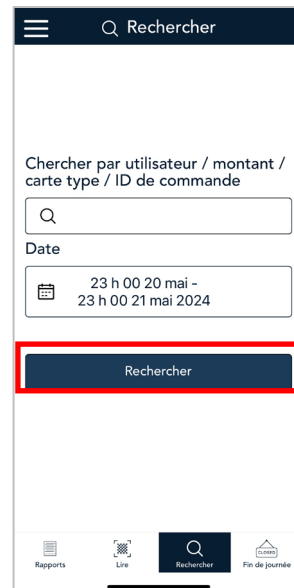 Rechercher
Chercher par utilisateur / montant /
carte type / ID de commande
Date
23 h 00 20 mai -
23 h 00 21 mai 2024
Rechercher
Rapports
Lire
Rechercher
CLOSED
Fin de journée